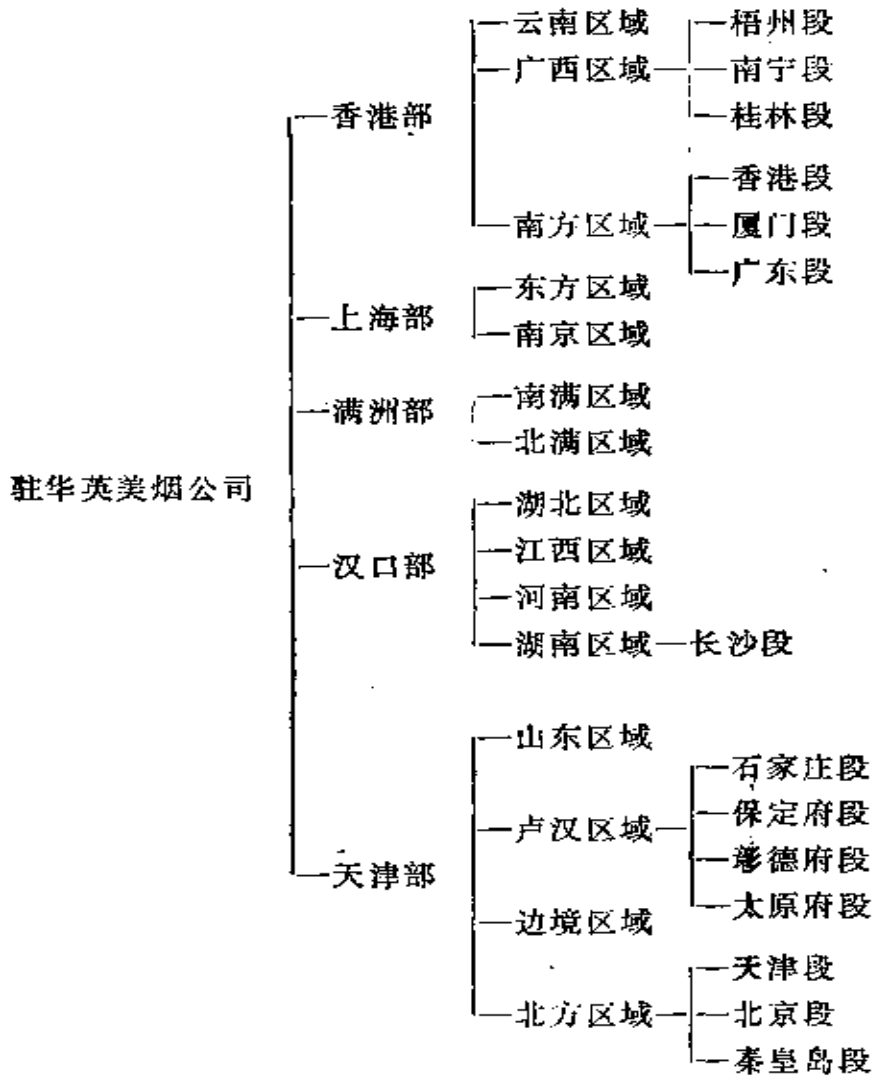 驻华英美烟公司
香港部
云南区域
广西区域
梧州段
南宁段
桂林段
南方区域
香港段
厦门段
广东段
上海部
东方区域
南京区域
满洲部
南满区域
北满区域
汉口部
湖北区域
江西区域
河南区域
湖南区域
长沙段
天津部
山东区域
卢汉区域
石家庄段
保定府段
彰德府段
太原府段
边境区域
北方区域
天津段
北京段
秦皇岛段